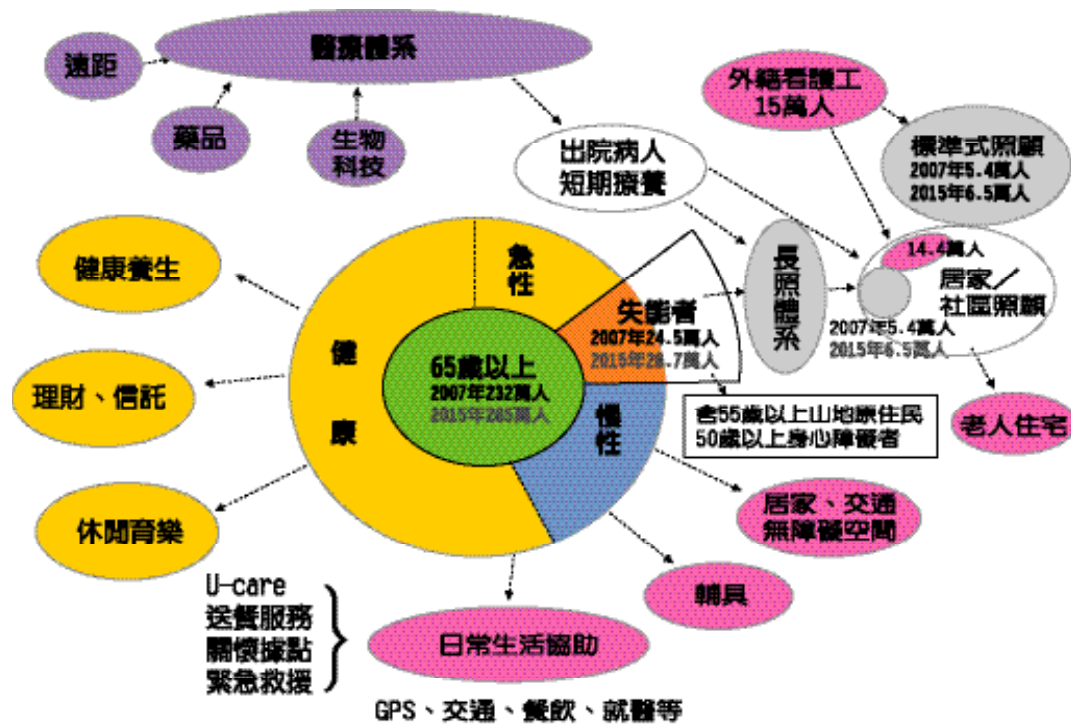 醫療體系
遠距
藥品
生物
科技
外籍看護工
15萬人
出院病人
短期療養
標準式照顧
2007年5.4萬人
2015年6.5萬人
14.4萬人
居家／
社區照顧
2007年5.4萬人
2015年6.5萬人
長照體系
老人住宅
急性
失能者
2007年24.5萬人
2015年28.7萬人
健康
65歲以上
2007年232萬人
2015年285萬人
慢性
含55歲以上山地原住民
50歲以上身心障礙者
健康養生
理財、信託
休閒育樂
居家、交通
無障礙空間
輔具
U-care
送餐服務
關懷據點
緊急救援
日常生活協助
GPS、交通、餐飲、就醫等